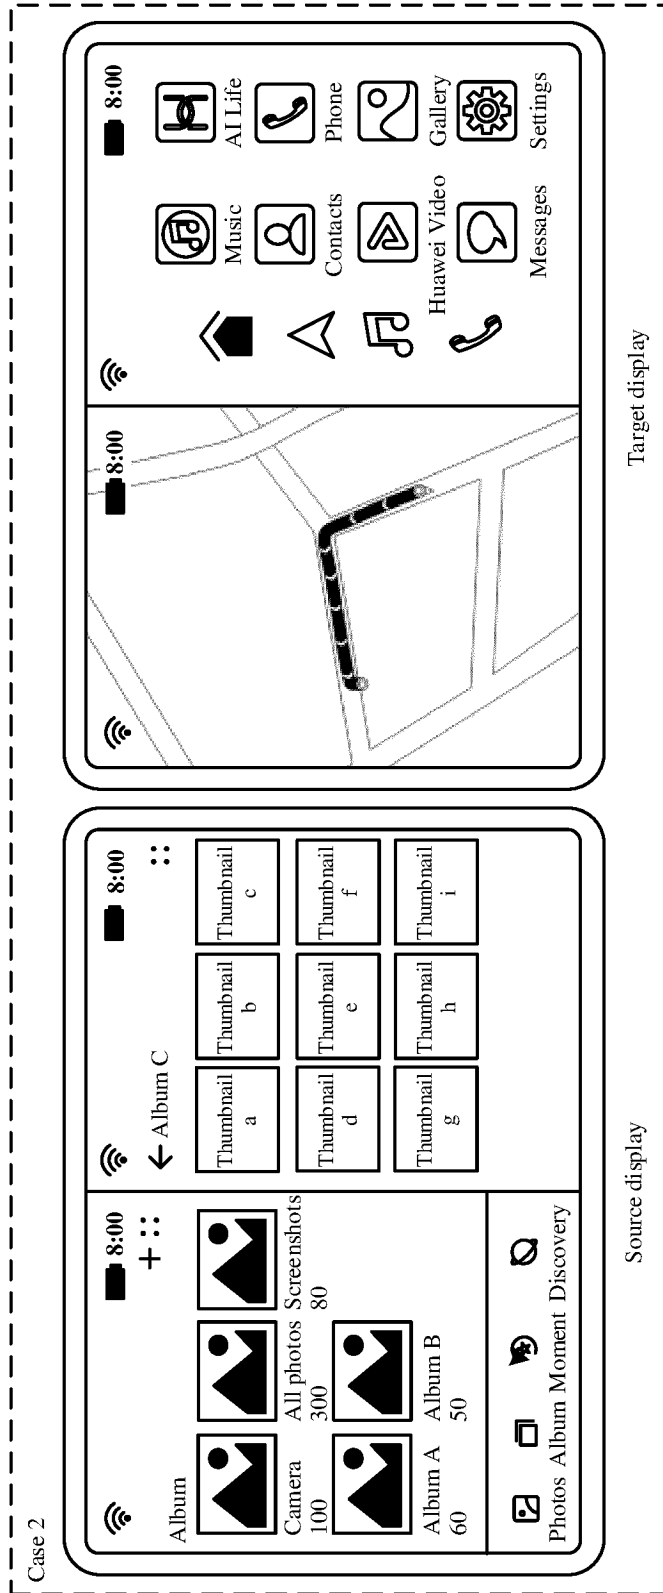 Case 2
8:00
8:00
+
Album
← Album C
Camera
100
All photos
300
Screenshots
80
Album A
60
Album B
50
Thumbnail
a
Thumbnail
b
Thumbnail
c
Thumbnail
d
Thumbnail
e
Thumbnail
f
Thumbnail
g
Thumbnail
h
Thumbnail
i
Photos Album Moment Discovery
Source display
8:00
8:00
Music
AI Life
Contacts
Phone
Huawei Video
Gallery
Messages
Settings
Target display